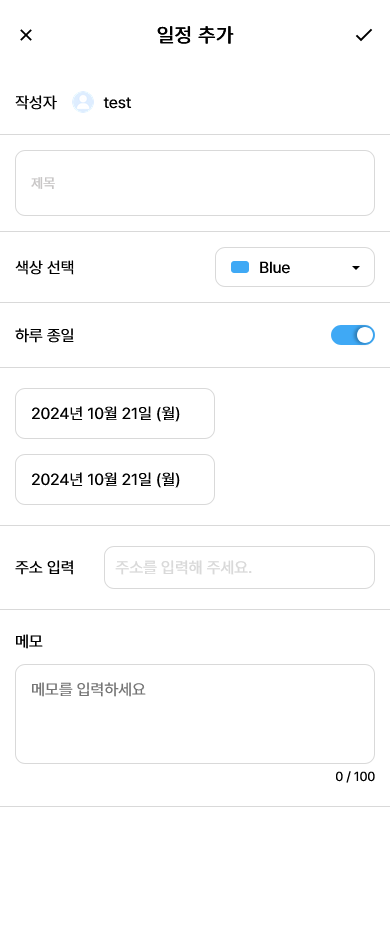 일정 추가
작성자 test
제목
색상 선택 Blue
하루 종일
2024년 10월 21일 (월)
2024년 10월 21일 (월)
주소 입력 주소를 입력해 주세요.
메모
메모를 입력하세요
0 / 100